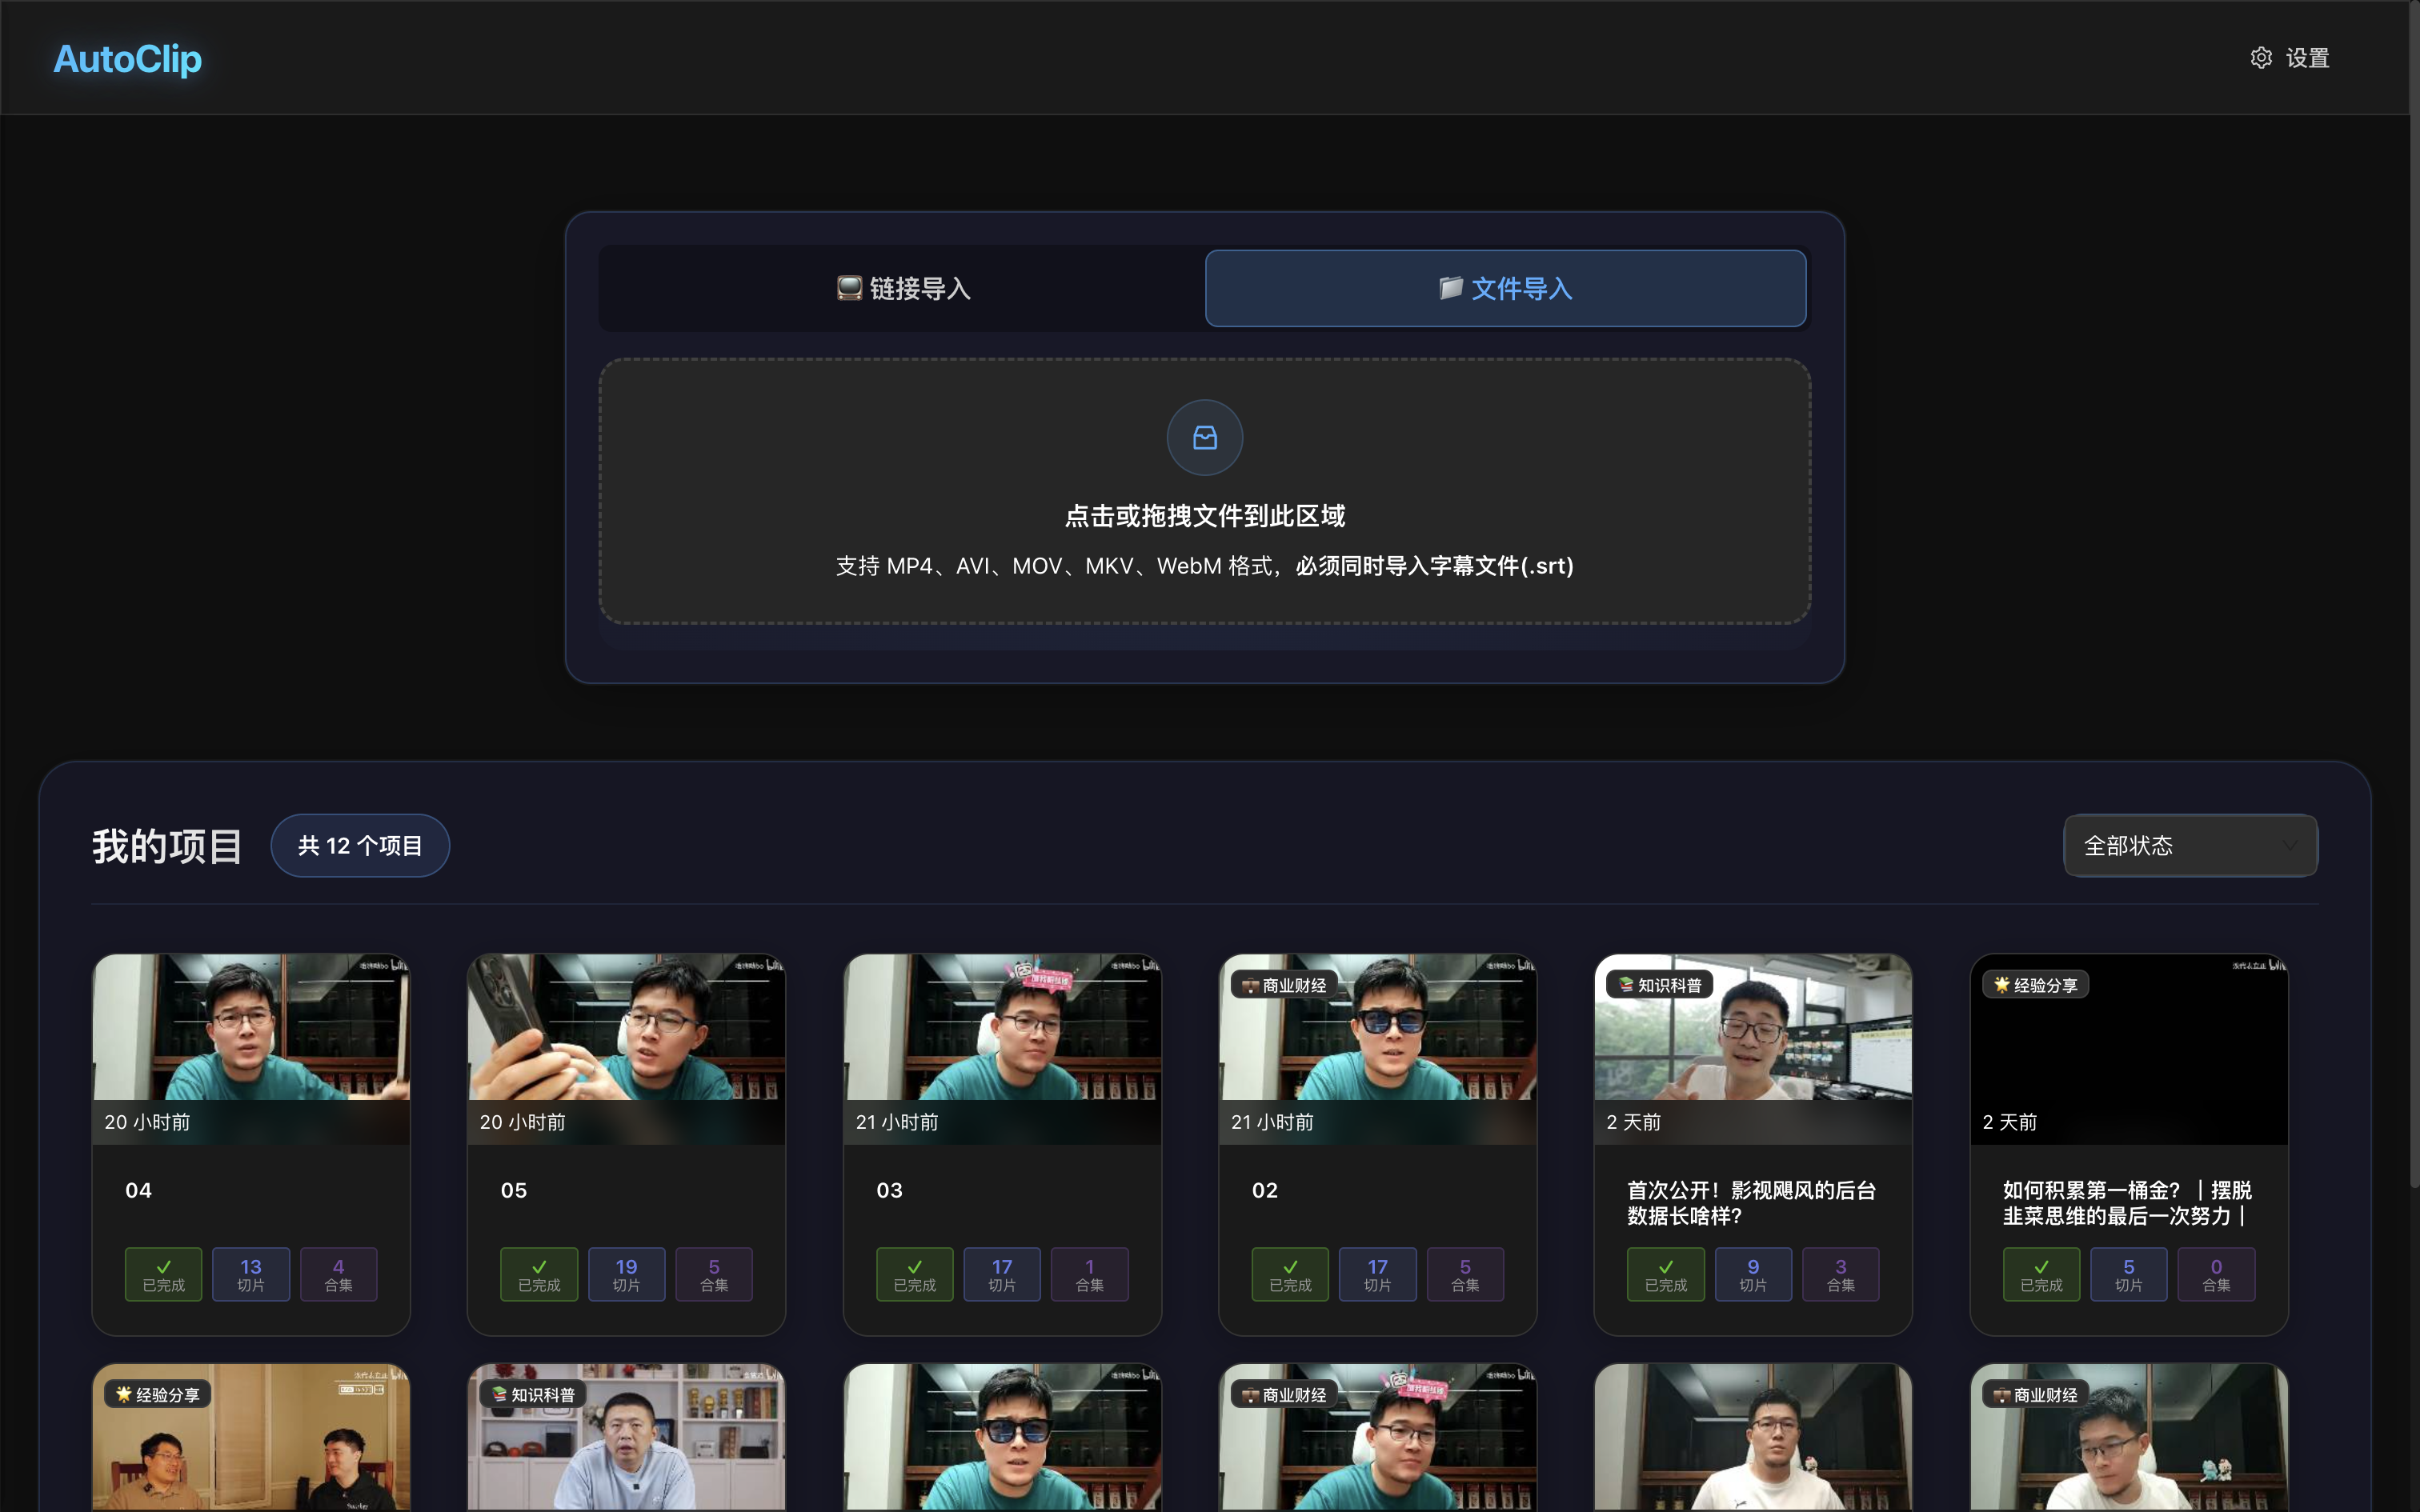 AutoClip
设置
链接导入
文件导入
点击或拖拽文件到此区域
支持 MP4、AVI、MOV、MKV、WebM 格式，必须同时导入字幕文件(.srt)
我的项目
共 12 个项目
全部状态
20 小时前
04
已完成
13
切片
4
合集
20 小时前
05
已完成
19
切片
5
合集
21 小时前
03
已完成
17
切片
1
合集
商业财经
21 小时前
02
已完成
17
切片
5
合集
知识科普
2 天前
首次公开！影视飓风的后台
数据长啥样？
已完成
9
切片
3
合集
经验分享
2 天前
如何积累第一桶金？｜摆脱
韭菜思维的最后一次努力｜
已完成
5
切片
0
合集
经验分享
知识科普
商业财经
商业财经